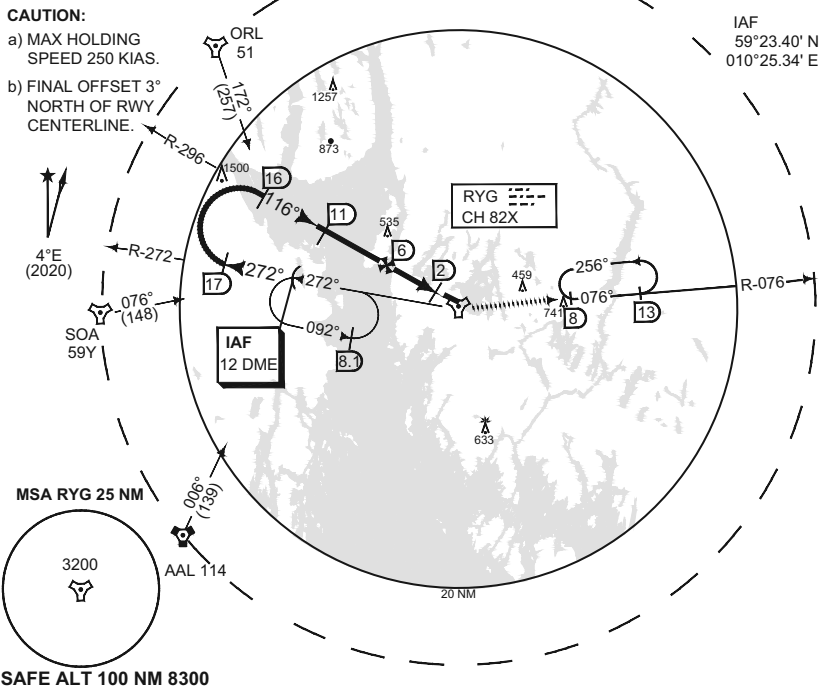 CAUTION:
a) MAX HOLDING
SPEED 250 KIAS.
b) FINAL OFFSET 3°
NORTH OF RWY
CENTERLINE.
ORL
51
172°
(257)
IAF
59°23.40' N
010°25.34' E
1257
873
R-296
1500
16
116°
11
535
6
RYG
CH 82X
4°E
(2020)
R-272
17
272°
272°
2
459
256°
076°
741
8
13
R-076
076°
(148)
SOA
59Y
092°
8.1
IAF
12 DME
633
006°
(139)
AAL 114
MSA RYG 25 NM
3200
20 NM
SAFE ALT 100 NM 8300